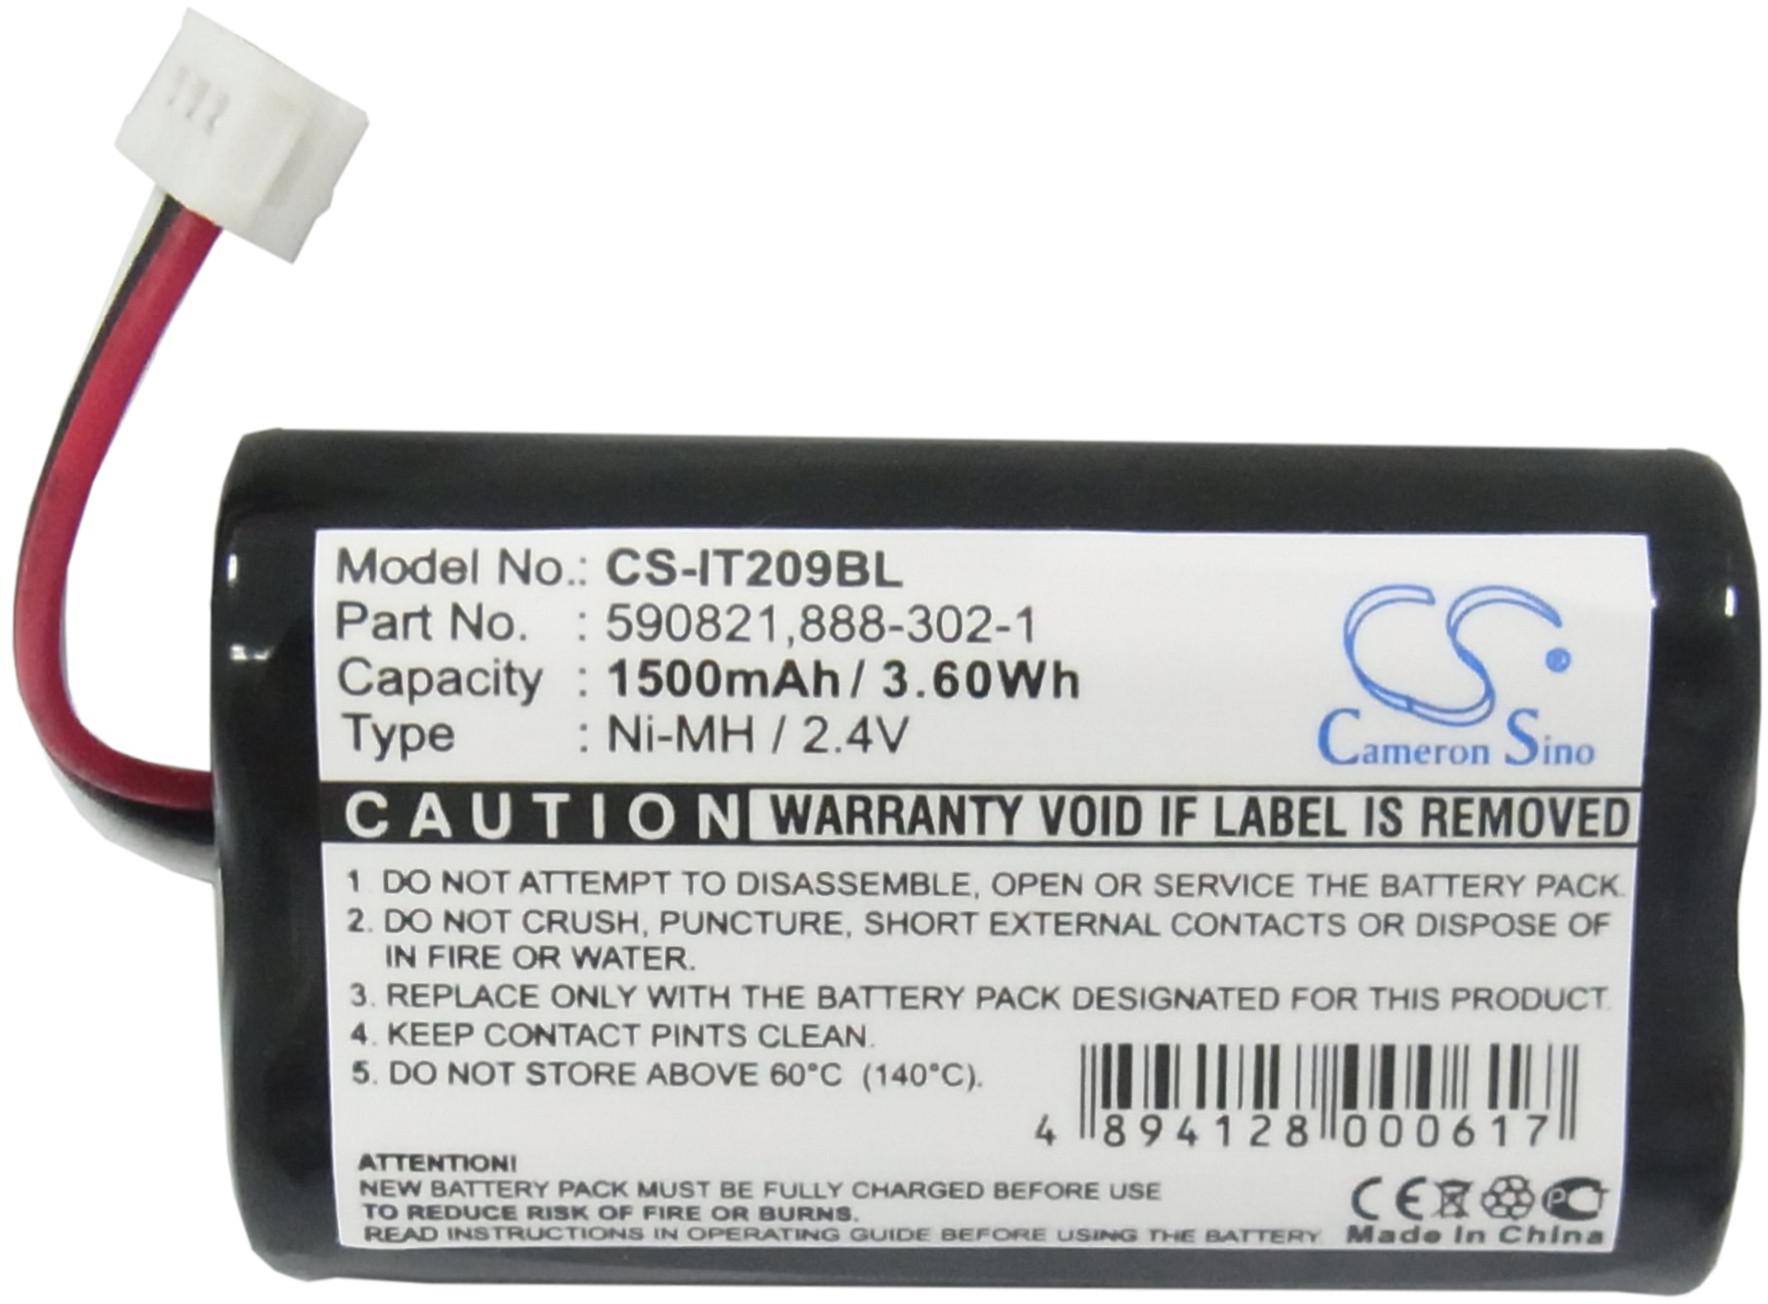 Model No.: CS-IT209BL
Part No. : 590821,888-302-1
Capacity : 1500mAh / 3.60Wh
Type : Ni-MH / 2.4V
CS
Cameron Sino
CAUTION WARRANTY VOID IF LABEL IS REMOVED
1 DO NOT ATTEMPT TO DISASSEMBLE, OPEN OR SERVICE THE BATTERY PACK.
2. DO NOT CRUSH, PUNCTURE, SHORT EXTERNAL CONTACTS OR DISPOSE OF
IN FIRE OR WATER.
3. REPLACE ONLY WITH THE BATTERY PACK DESIGNATED FOR THIS PRODUCT.
4. KEEP CONTACT PINTS CLEAN.
5. DO NOT STORE ABOVE 60°C (140°C).
4 894128 000617
ATTENTION!
NEW BATTERY PACK MUST BE FULLY CHARGED BEFORE USE
TO REDUCE RISK OF FIRE OR BURNS.
READ INSTRUCTIONS IN OPERATING GUIDE BEFORE USING THE BATTERY
CE PCT
Made In China